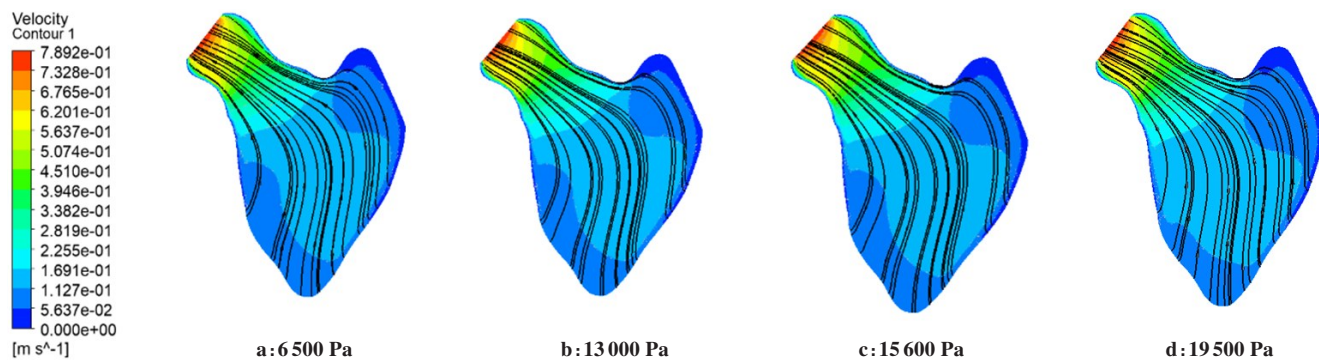 Velocity
Contour 1
7.892e-01
7.328e-01
6.765e-01
6.201e-01
5.637e-01
5.074e-01
4.510e-01
3.946e-01
3.382e-01
2.819e-01
2.255e-01
1.691e-01
1.127e-01
5.637e-02
0.000e+00
[m s^-1]
a:6 500 Pa
b:13 000 Pa
c:15 600 Pa
d:19 500 Pa